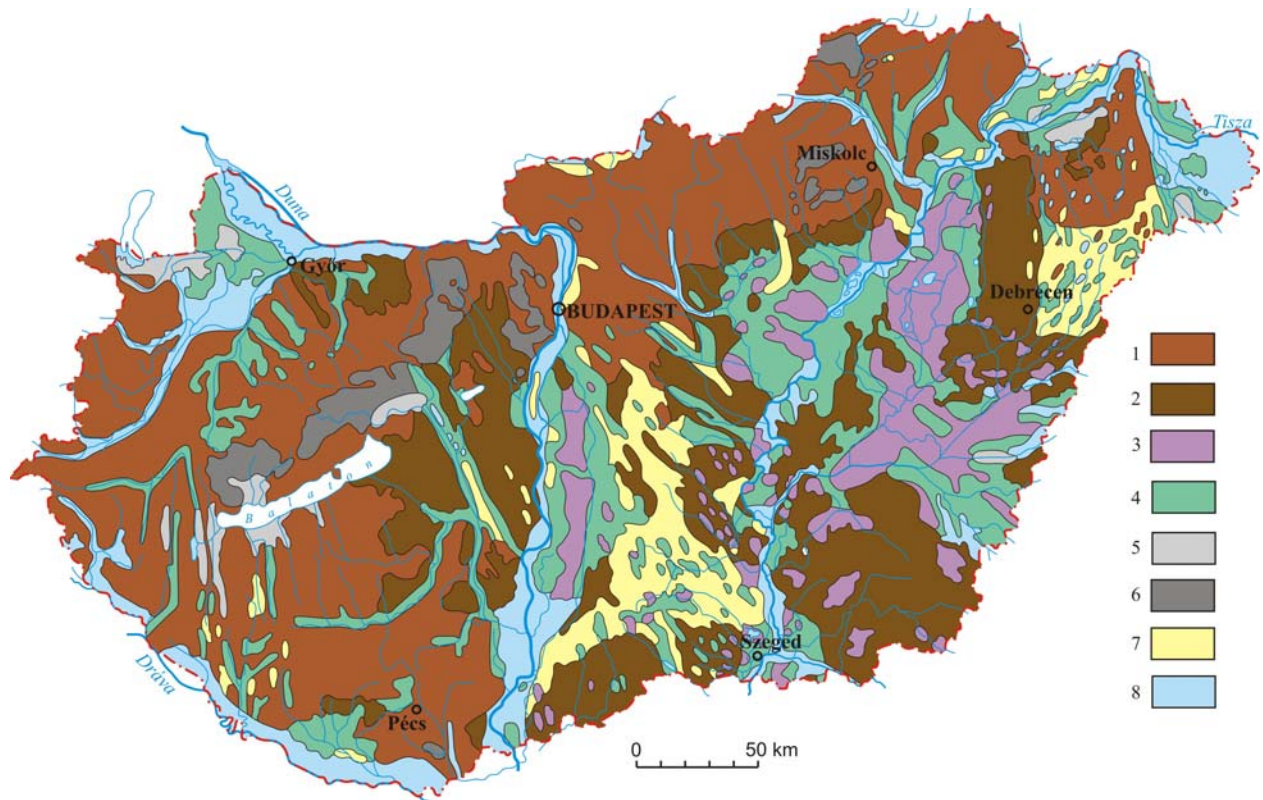 Tisza
Miskolc
Duna
Győr
Debrecen
BUDAPEST
1
2
3
Balaton
4
5
6
Szeged
7
Dráva
8
Pécs
0 50 km